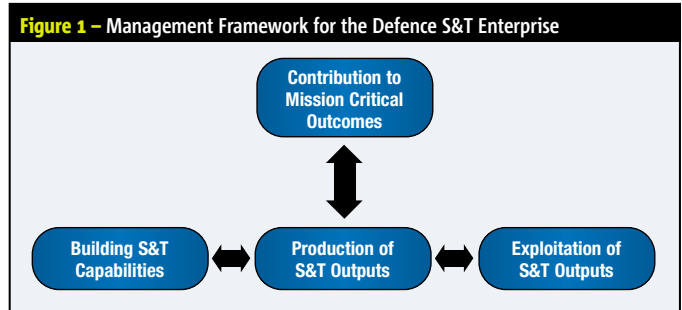 Figure 1 – Management Framework for the Defence S&T Enterprise
Contribution to
Mission Critical
Outcomes
Building S&T
Capabilities
Production of
S&T Outputs
Exploitation of
S&T Outputs